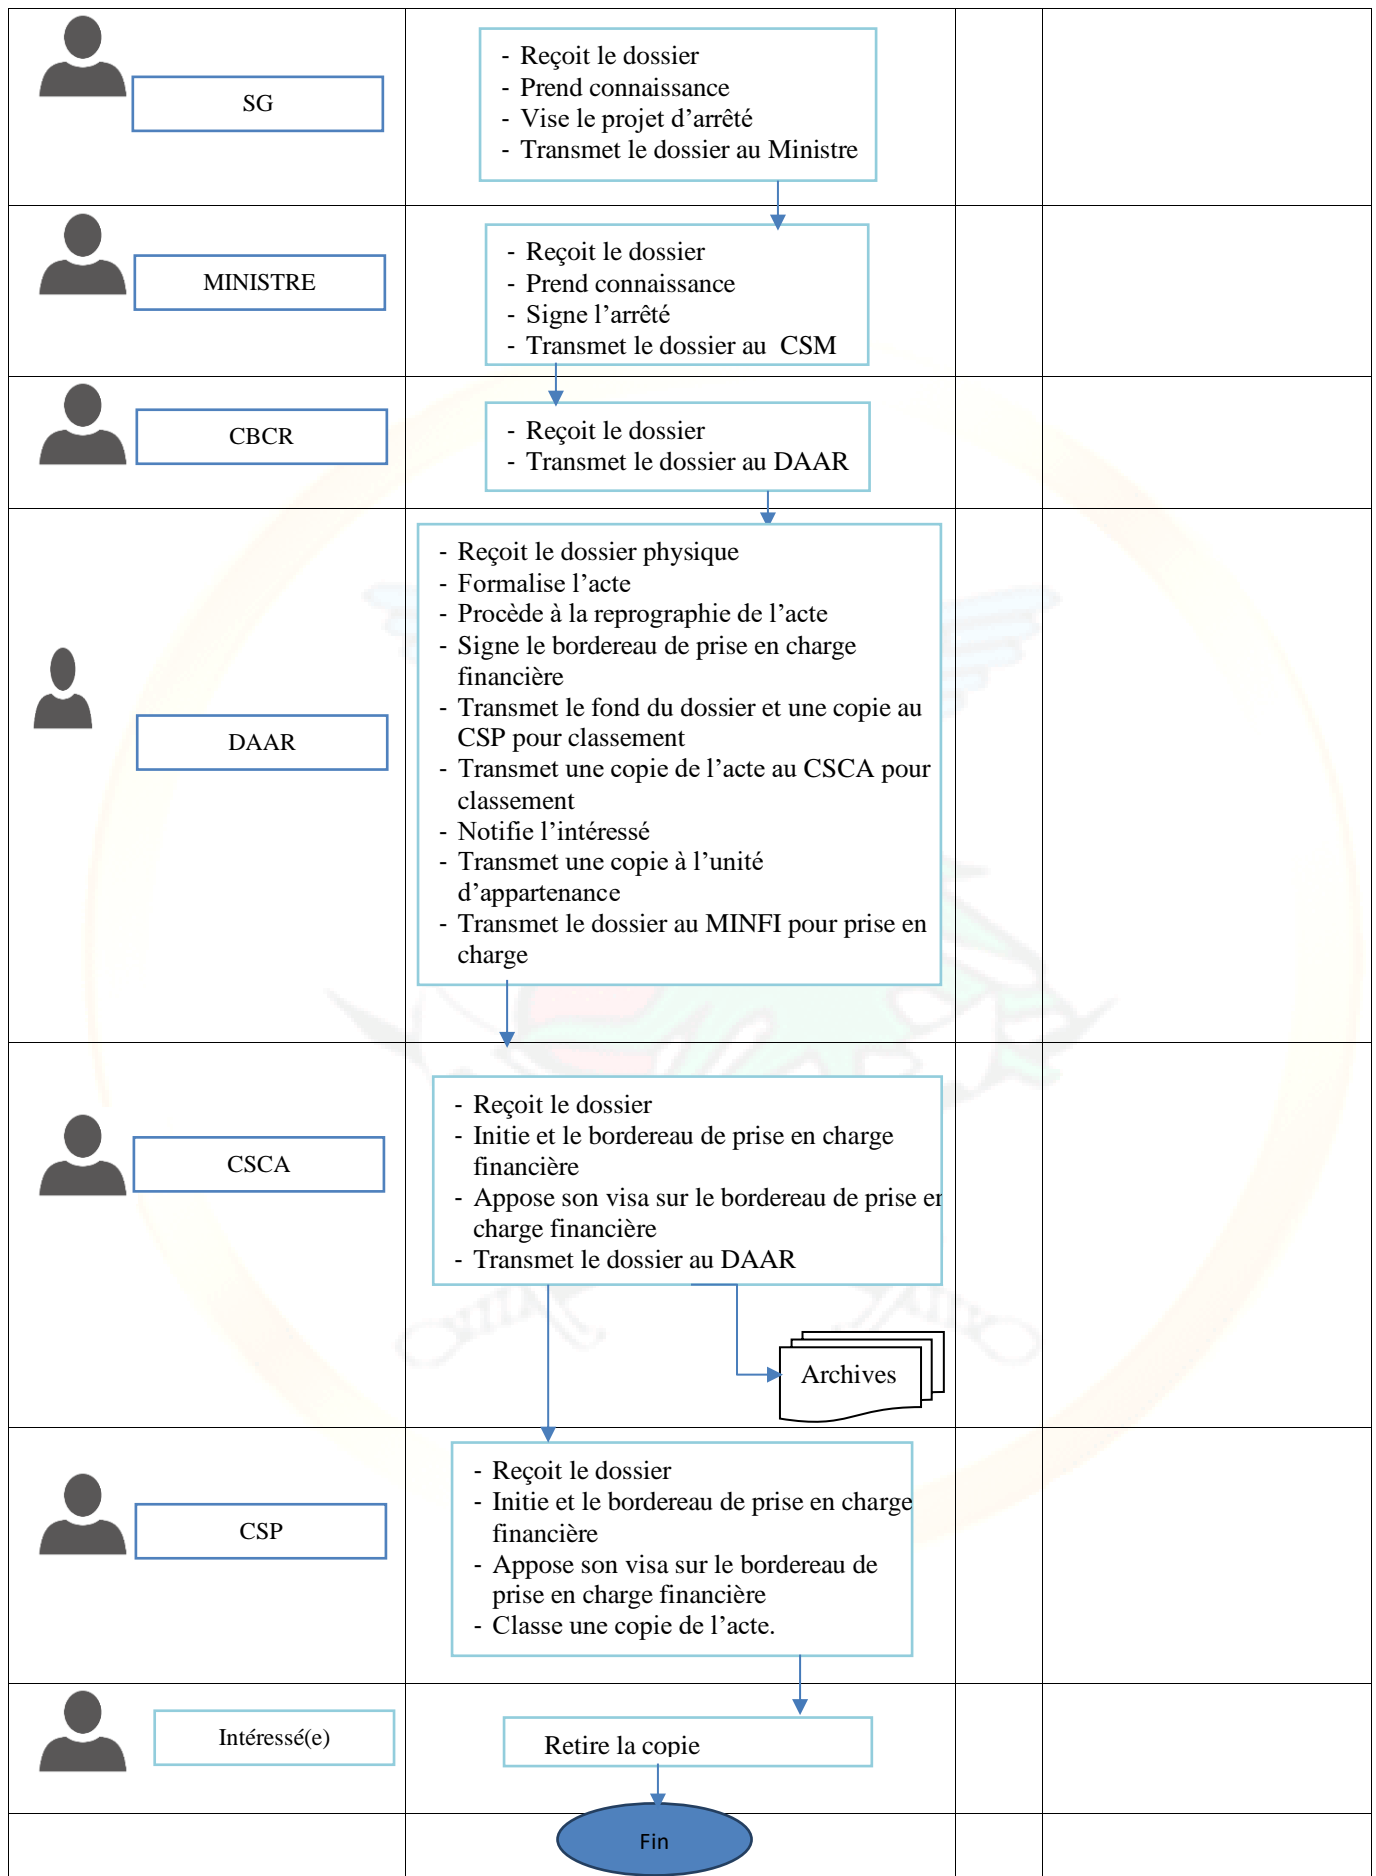 SG
- Reçoit le dossier
- Prend connaissance
- Vise le projet d’arrêté
- Transmet le dossier au Ministre
MINISTRE
- Reçoit le dossier
- Prend connaissance
- Signe l’arrêté
- Transmet le dossier au  CSM
CBCR
- Reçoit le dossier
- Transmet le dossier au DAAR
DAAR
- Reçoit le dossier physique
- Formalise l’acte
- Procède à la reprographie de l’acte
- Signe le bordereau de prise en charge
financière
- Transmet le fond du dossier et une copie au
CSP pour classement
- Transmet une copie de l’acte au CSCA pour
classement
- Notifie l’intéressé
- Transmet une copie à l’unité
d’appartenance
- Transmet le dossier au MINFI pour prise en
charge
CSCA
- Reçoit le dossier
- Initie et le bordereau de prise en charge
financière
- Appose son visa sur le bordereau de prise en
charge financière
- Transmet le dossier au DAAR
Archives
CSP
- Reçoit le dossier
- Initie et le bordereau de prise en charge
financière
- Appose son visa sur le bordereau de
prise en charge financière
- Classe une copie de l’acte.
Intéressé(e)
Retire la copie
Fin